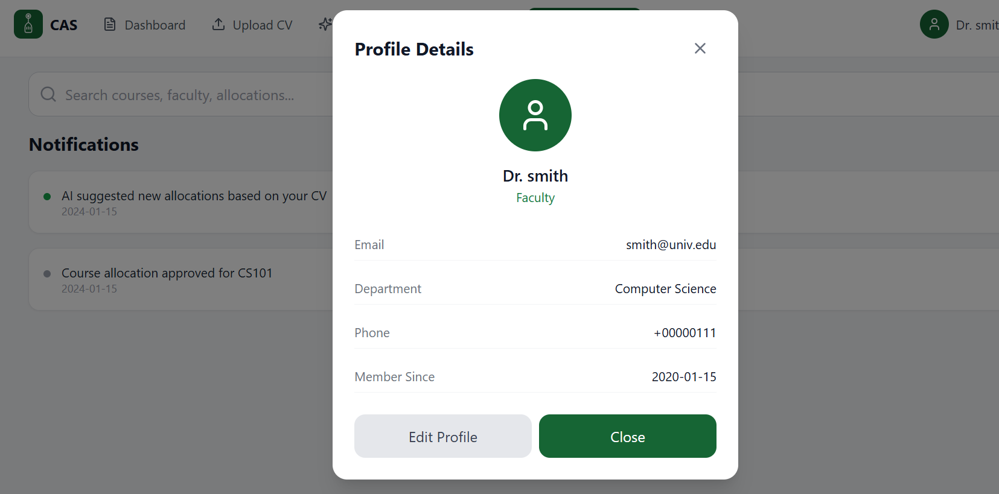 CAS
Dashboard
Upload CV
Dr. smit
Search courses, faculty, allocations...
Notifications
AI suggested new allocations based on your CV
2024-01-15
Course allocation approved for CS101
2024-01-15
Profile Details
Dr. smith
Faculty
Email smith@univ.edu
Department Computer Science
Phone +00000111
Member Since 2020-01-15
Edit Profile Close